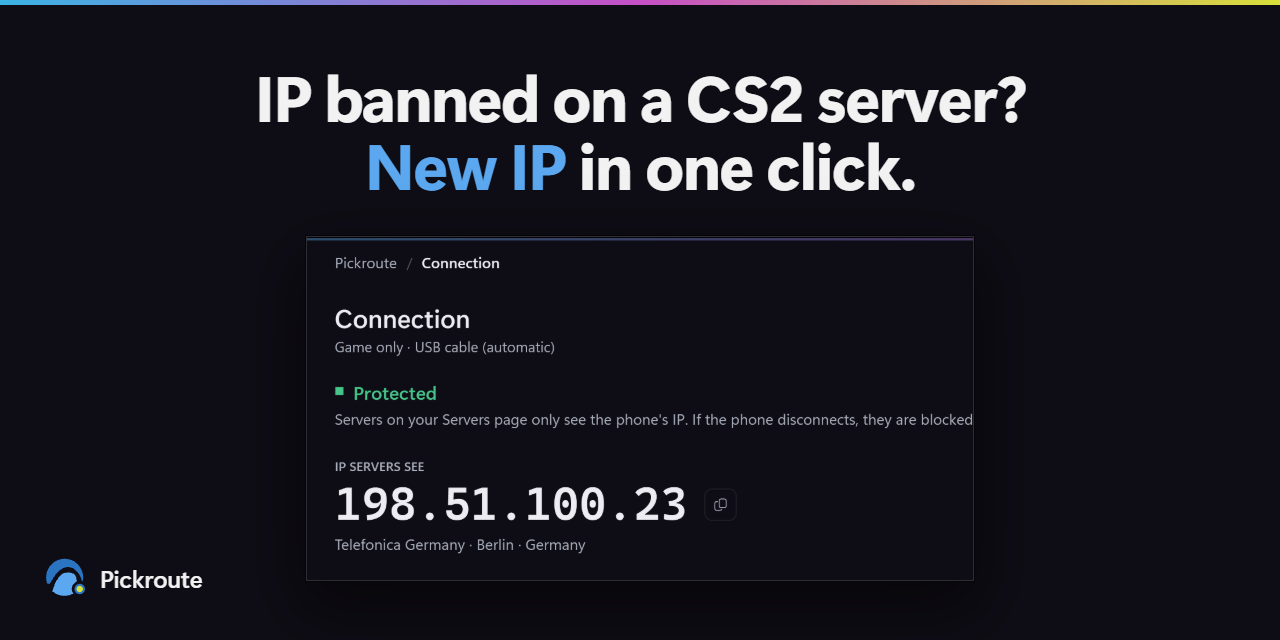 IP banned on a CS2 server?
New IP in one click.
Pickroute / Connection
Connection
Game only · USB cable (automatic)
Protected
Servers on your Servers page only see the phone's IP. If the phone disconnects, they are blocked
IP SERVERS SEE
198.51.100.23
Telefonica Germany · Berlin · Germany
Pickroute